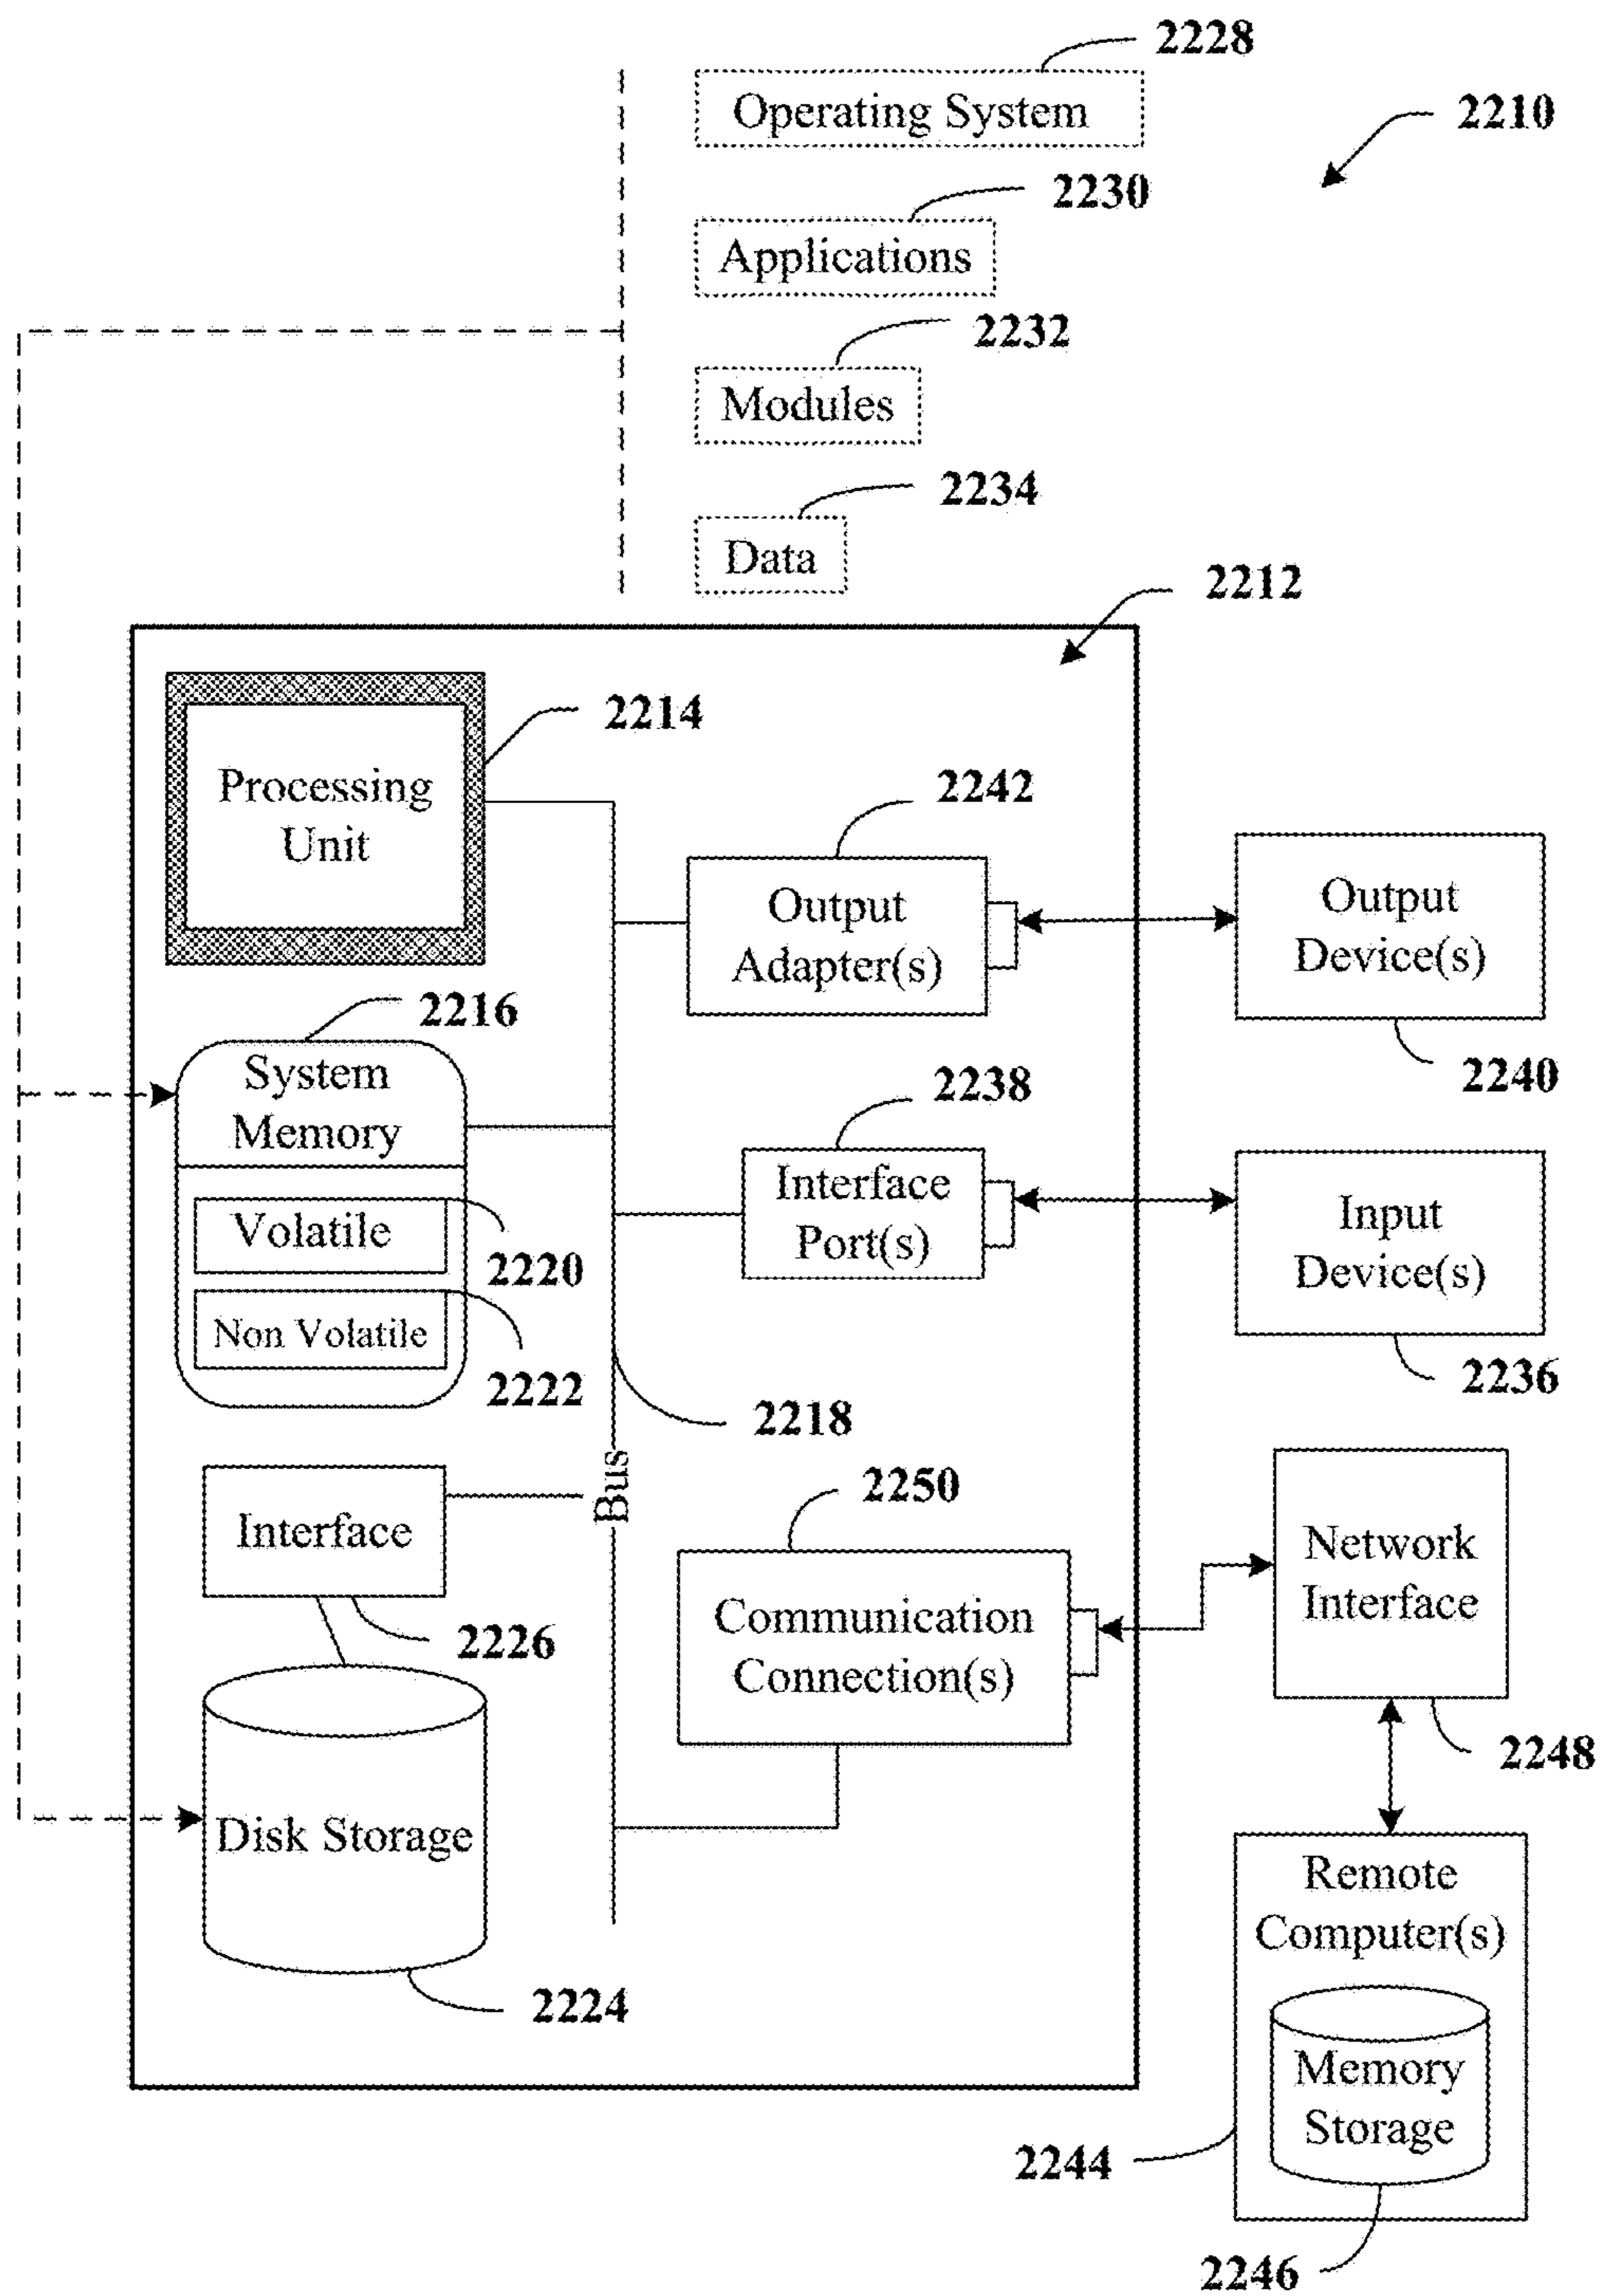 2228
Operating System
2210
2230
Applications
2232
Modules
2234
Data
2212
2214
Processing
Unit
2242
Output
Adapter(s)
Output
Device(s)
2240
2216
System
Memory
2238
Interface
Port(s)
Input
Device(s)
2236
Volatile
2220
Non Volatile
2222
2218
Bus
2250
Interface
2226
Communication
Connection(s)
Network
Interface
2248
Disk Storage
2224
Remote
Computer(s)
Memory
Storage
2244
2246